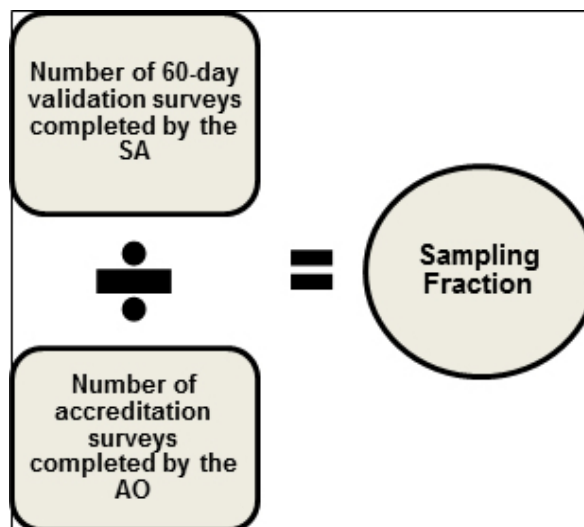 Number of 60-day
validation surveys
completed by the
SA
÷
=
Sampling
Fraction
Number of
accreditation
surveys
completed by the
AO